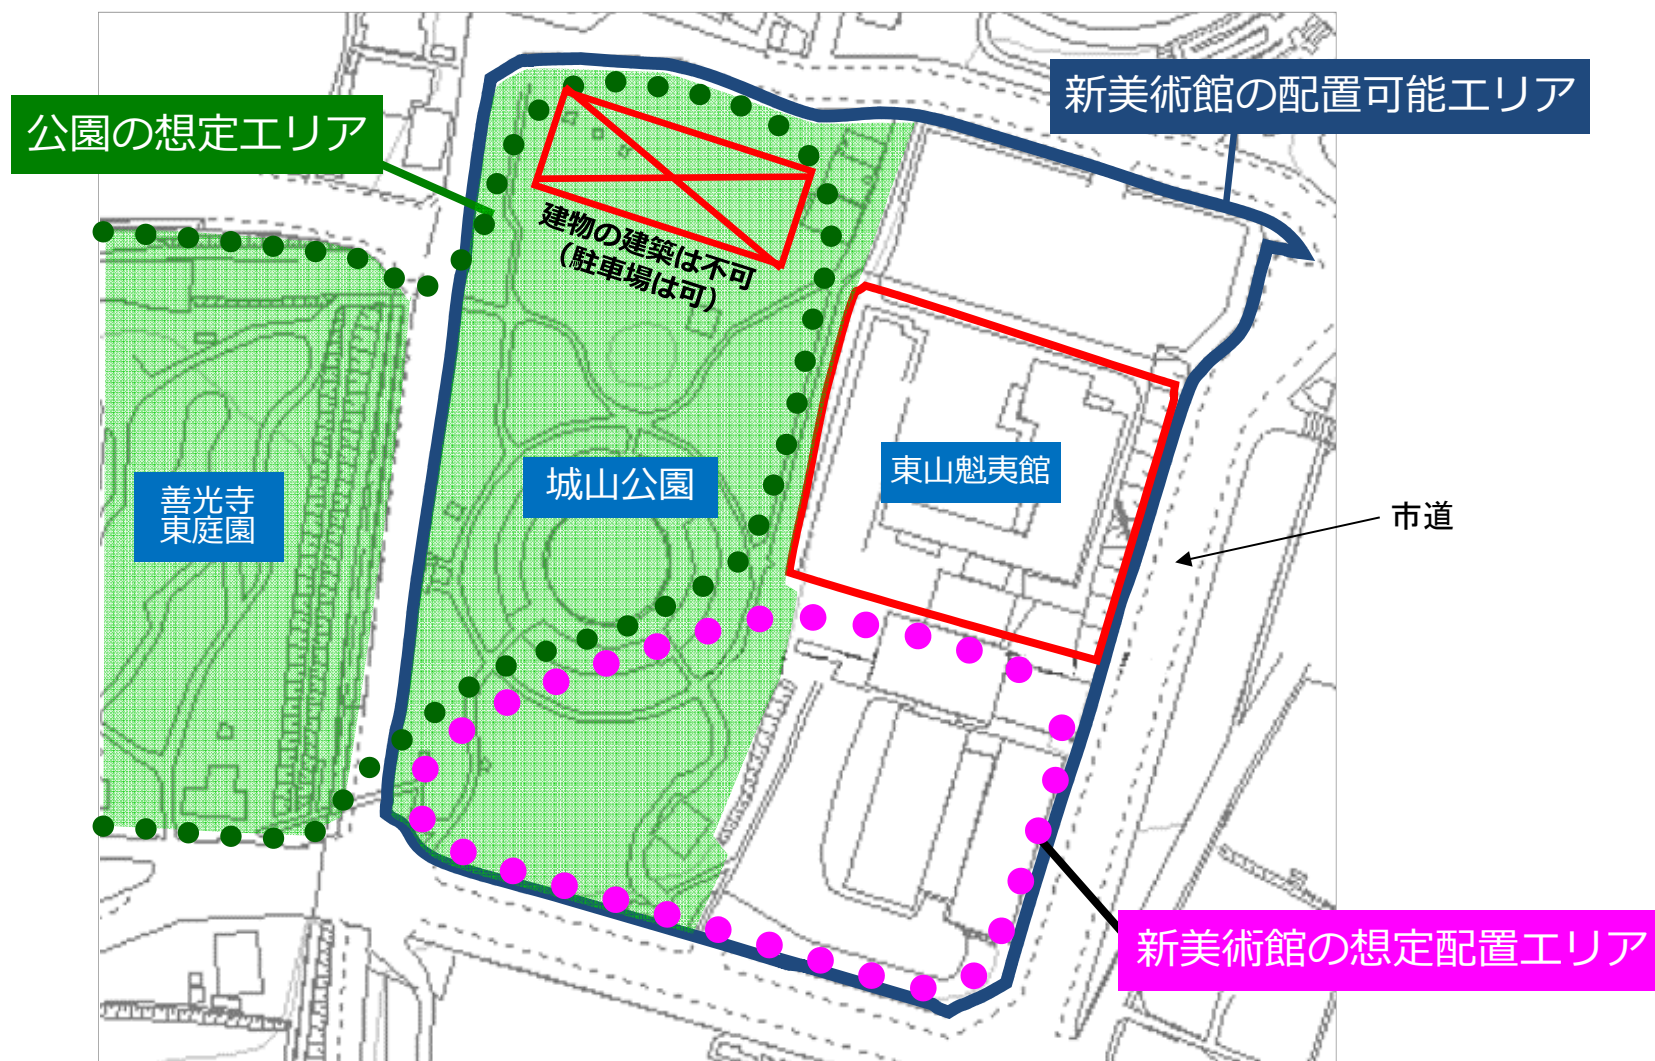 新美術館の配置可能エリア
公園の想定エリア
建物の建築は不可
（駐車場は可）
善光寺
東庭園
城山公園
東山魁夷館
市道
新美術館の想定配置エリア